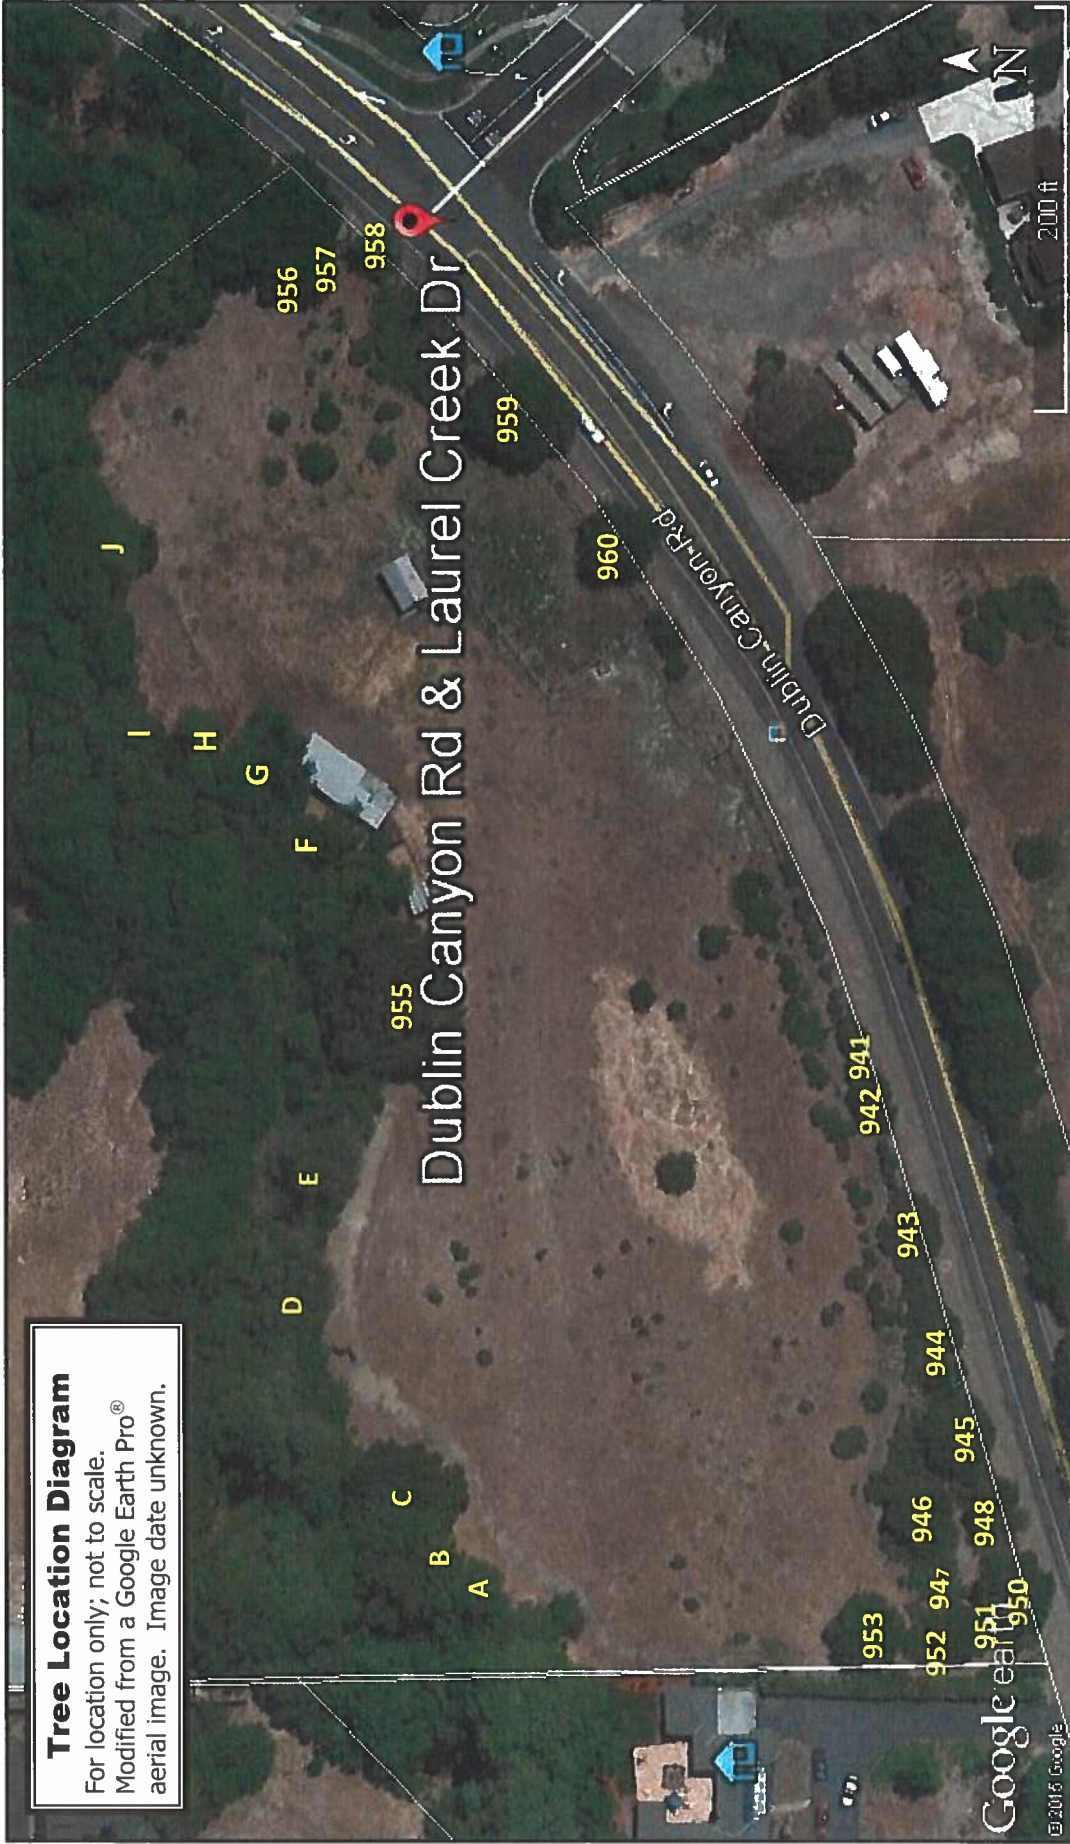 Tree Location Diagram
For location only; not to scale.
Modified from a Google Earth Pro®
aerial image. Image date unknown.
J
I
H
G
F
E
D
C
B
A
956
957
958
959
960
955
Dublin Canyon Rd & Laurel Creek Dr
Dublin Canyon Rd
941
942
943
944
945
946
947
948
950
951
952
953
N
200 ft
Google earth
© 2016 Google